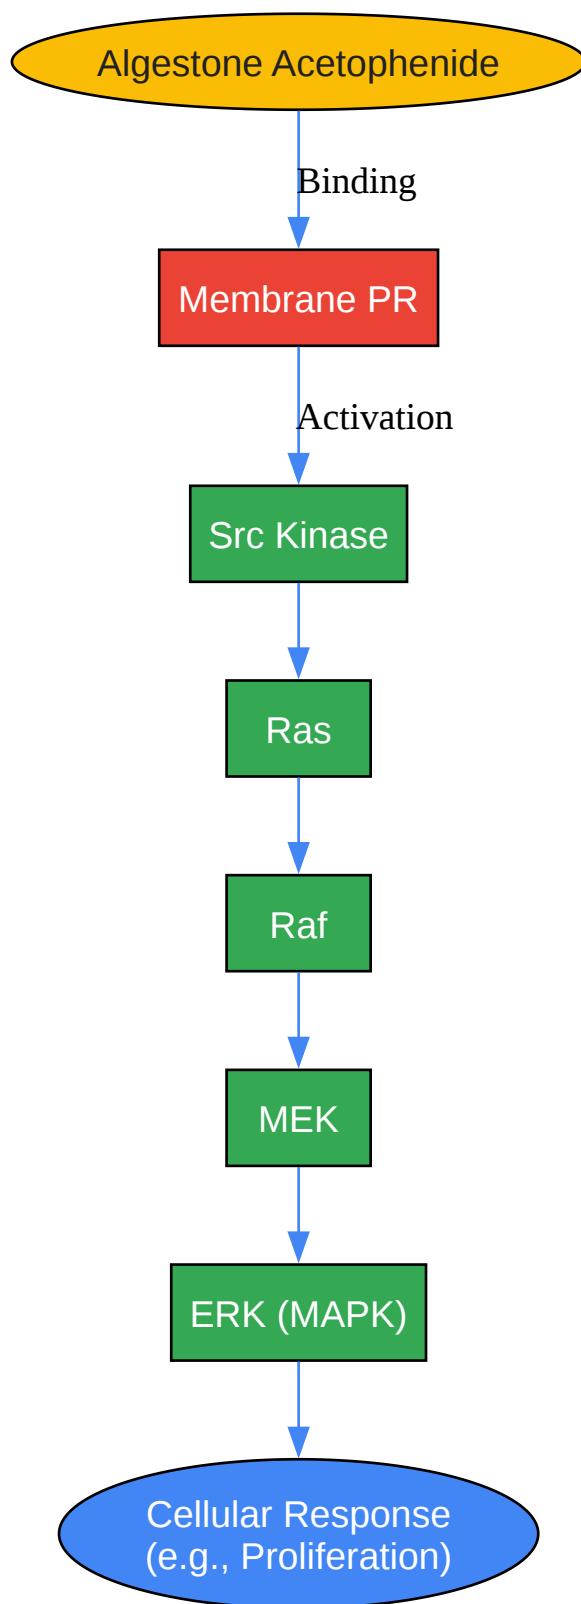 Algestone Acetophenide
Binding
Membrane PR
Activation
Src Kinase
Ras
Raf
MEK
ERK (MAPK)
Cellular Response
(e.g., Proliferation)